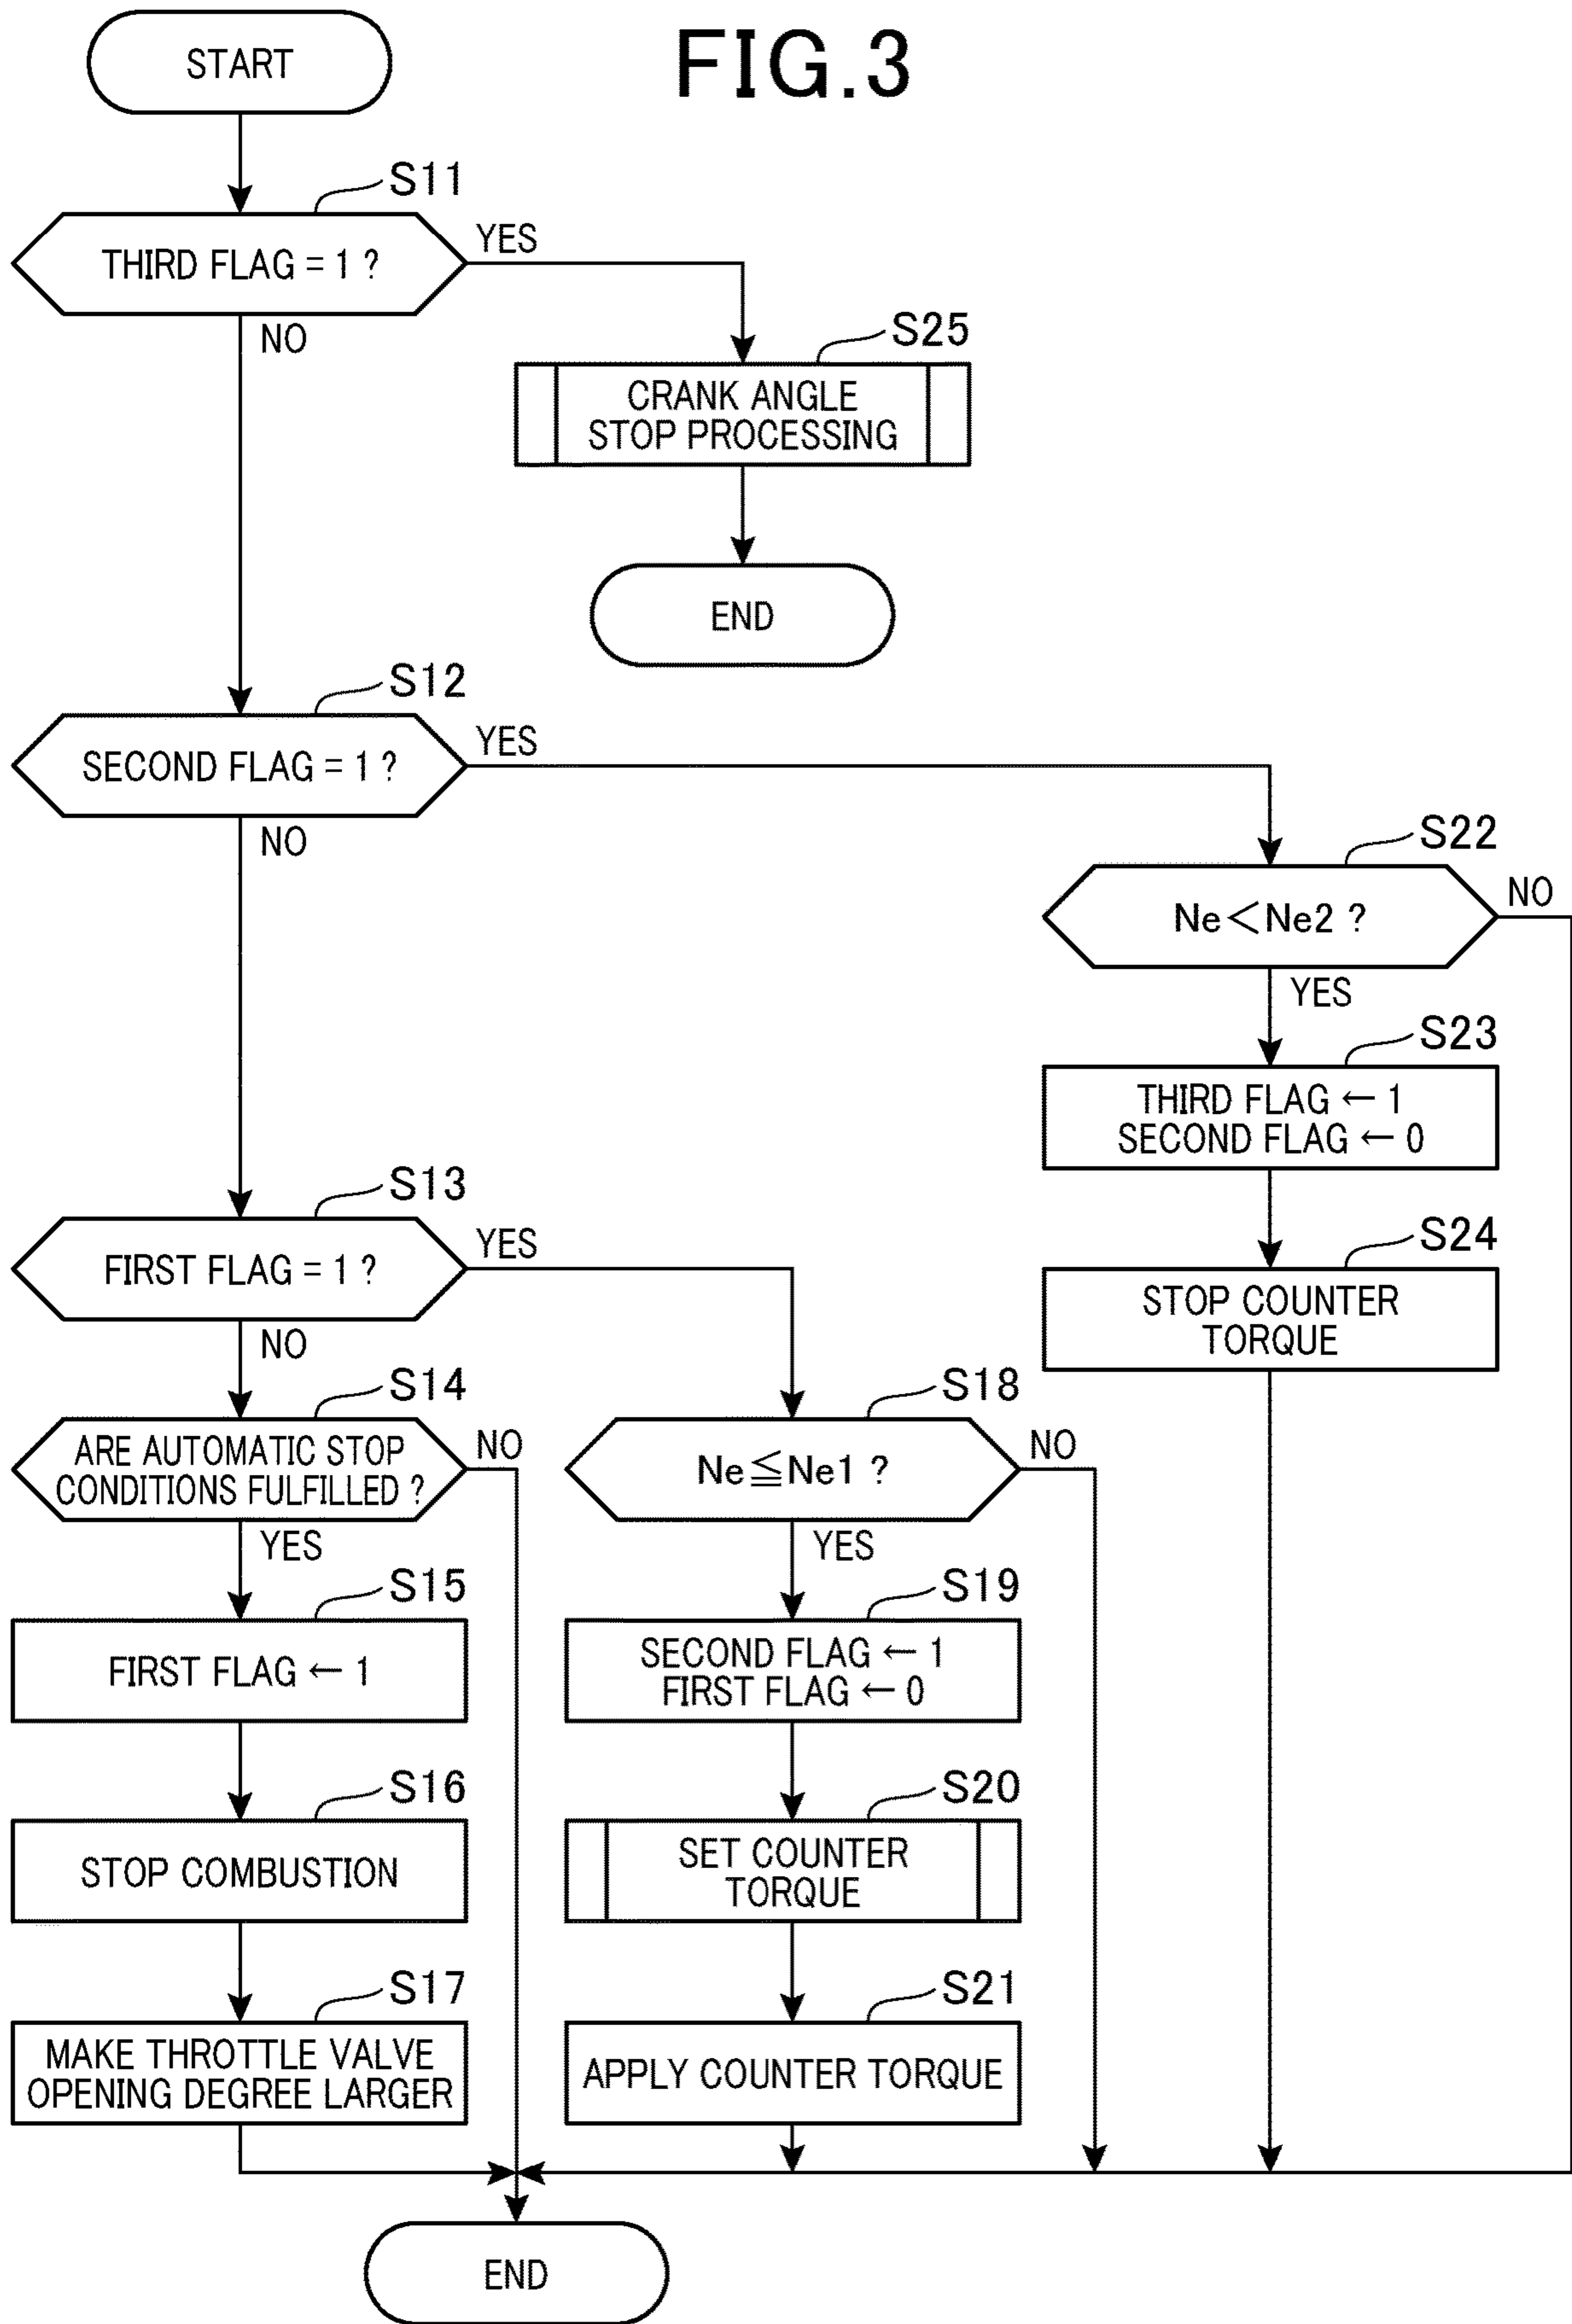 FIG.3
START
S11
THIRD FLAG = 1 ?
YES
NO
S25
CRANK ANGLE
STOP PROCESSING
END
S12
SECOND FLAG = 1 ?
YES
NO
S22
Ne＜Ne2 ?
NO
YES
S23
THIRD FLAG ← 1
SECOND FLAG ← 0
S24
STOP COUNTER
TORQUE
S13
FIRST FLAG = 1 ?
YES
NO
S14
ARE AUTOMATIC STOP
CONDITIONS FULFILLED ?
NO
YES
S15
FIRST FLAG ← 1
S16
STOP COMBUSTION
S17
MAKE THROTTLE VALVE
OPENING DEGREE LARGER
S18
Ne≦Ne1 ?
NO
YES
S19
SECOND FLAG ← 1
FIRST FLAG ← 0
S20
SET COUNTER
TORQUE
S21
APPLY COUNTER TORQUE
END